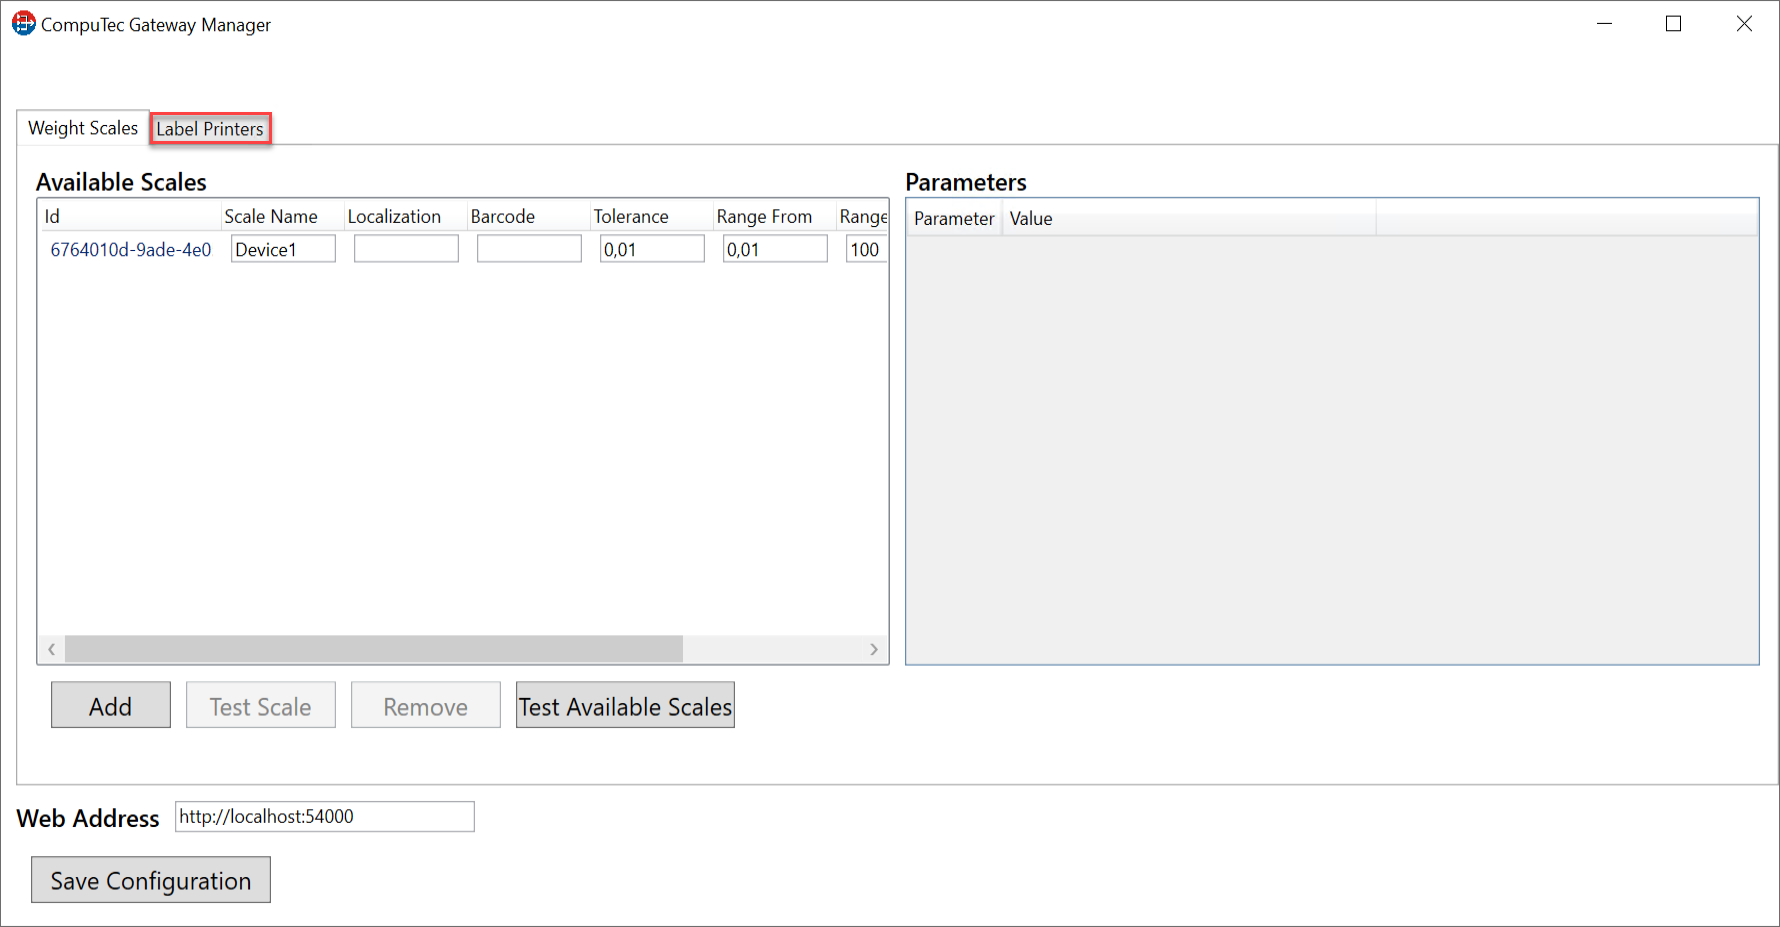 CompuTec Gateway Manager
Weight Scales Label Printers
Available Scales
Id Scale Name Localization Barcode Tolerance Range From Range
6764010d-9ade-4e0 Device1 0,01 0,01 100
Parameters
Parameter Value
Add Test Scale Remove Test Available Scales
Web Address http://localhost:54000
Save Configuration